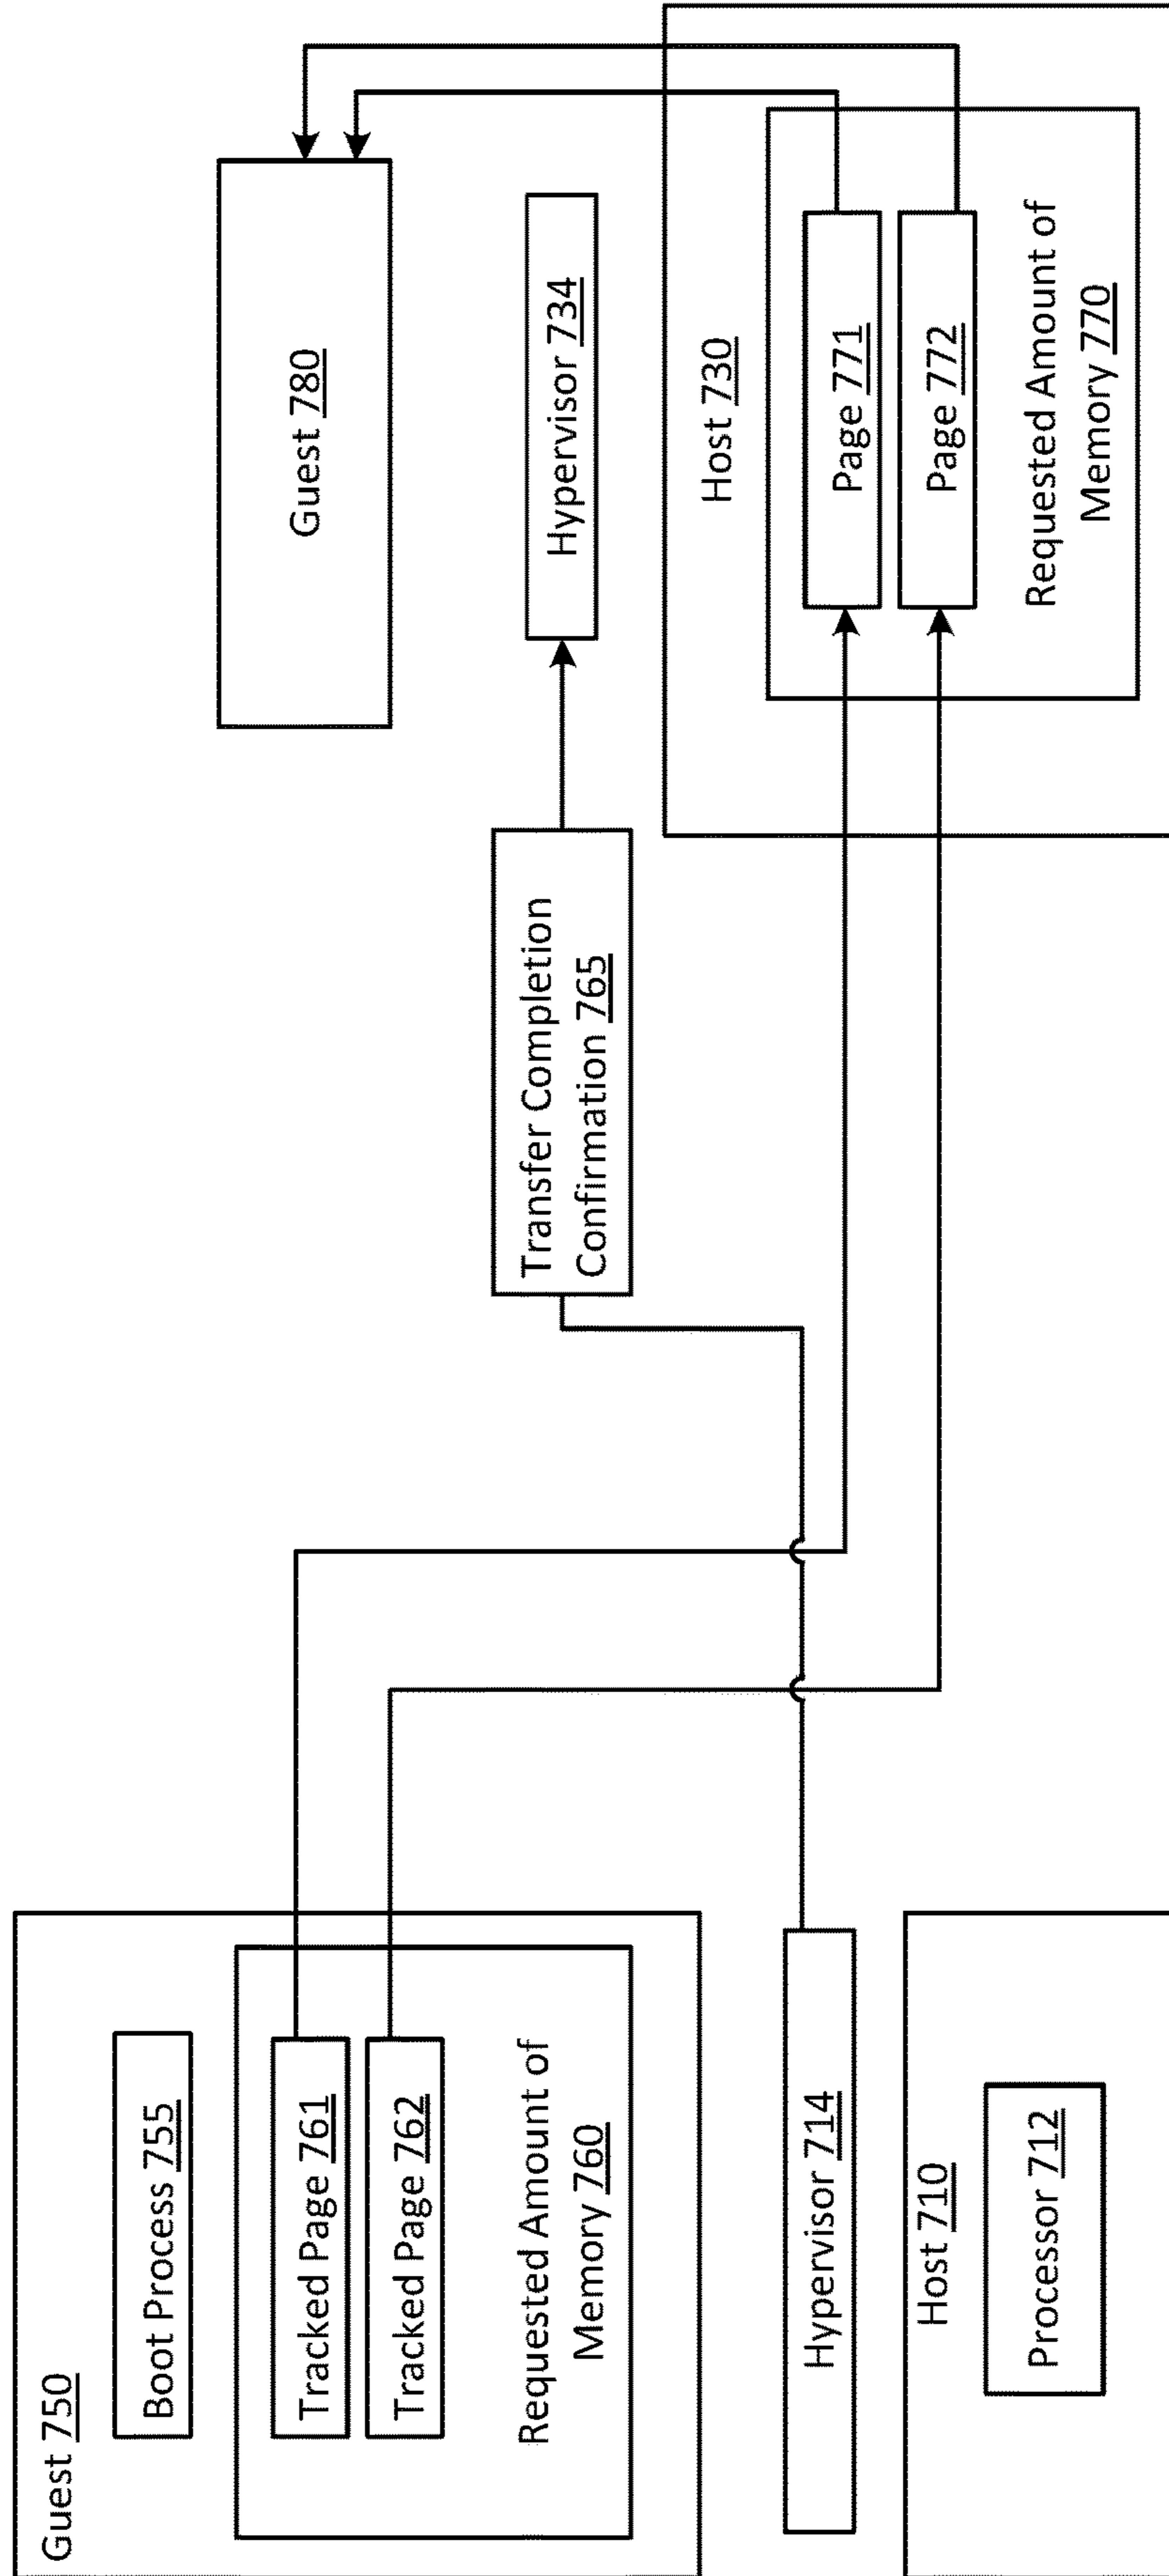 Guest 750
Boot Process 755
Tracked Page 761
Tracked Page 762
Requested Amount of
Memory 760
Hypervisor 714
Host 710
Processor 712
Transfer Completion
Confirmation 765
Guest 780
Hypervisor 734
Host 730
Page 771
Page 772
Requested Amount of
Memory 770